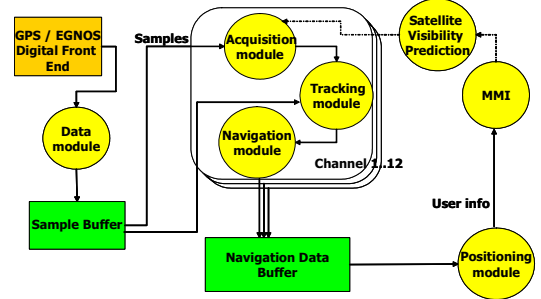 GPS / EGNOS
Digital Front
End
Samples
Acquisition
module
Satellite
Visibility
Prediction
Tracking
module
MMI
Data
module
Navigation
module
Channel 1..12
Sample Buffer
User info
Navigation Data
Buffer
Positioning
module